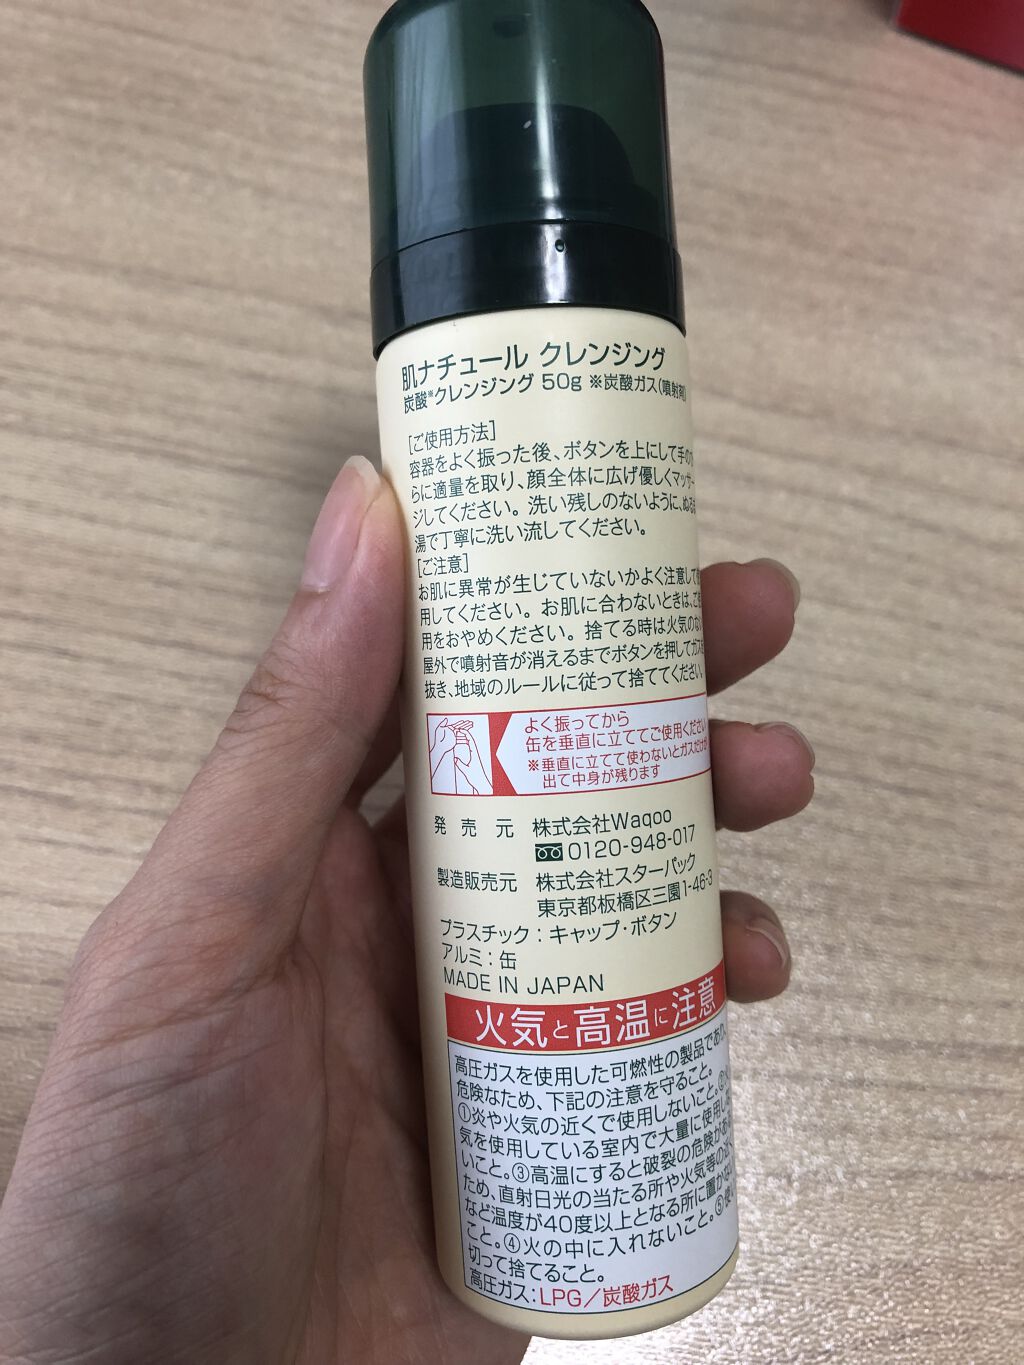 肌ナチュール クレンジング
炭酸※クレンジング 50g ※炭酸ガス(噴射剤)
[ご使用方法]
容器をよく振った後、ボタンを上にして手の
らに適量を取り、顔全体に広げ優しくマッサー
ジしてください。洗い残しのないように、ぬるま
湯で丁寧に洗い流してください。
[ご注意]
お肌に異常が生じていないかよく注意して
用してください。お肌に合わないときは、ご
用をおやめください。捨てる時は火気のな
屋外で噴射音が消えるまでボタンを押してガスを
抜き、地域のルールに従って捨ててください。
よく振ってから
缶を垂直に立ててご使用ください
※垂直に立てて使わないとガスだけが
出て中身が残ります
発売元 株式会社Waqoo
0120-948-017
製造販売元 株式会社スターパック
東京都板橋区三園1-46-3
プラスチック:キャップ・ボタン
アルミ:缶
MADE IN JAPAN
火気と高温に注意
高圧ガスを使用した可燃性の製品であり、
危険なため、下記の注意を守ること。
①炎や火気の近くで使用しないこと。②
気を使用している室内で大量に使用し
いこと。③高温にすると破裂の危険がある
ため、直射日光の当たる所や火気等の近く
など温度が40度以上となる所に置か
こと。④火の中に入れないこと。⑤使い
切って捨てること。
高圧ガス:LPG/炭酸ガス